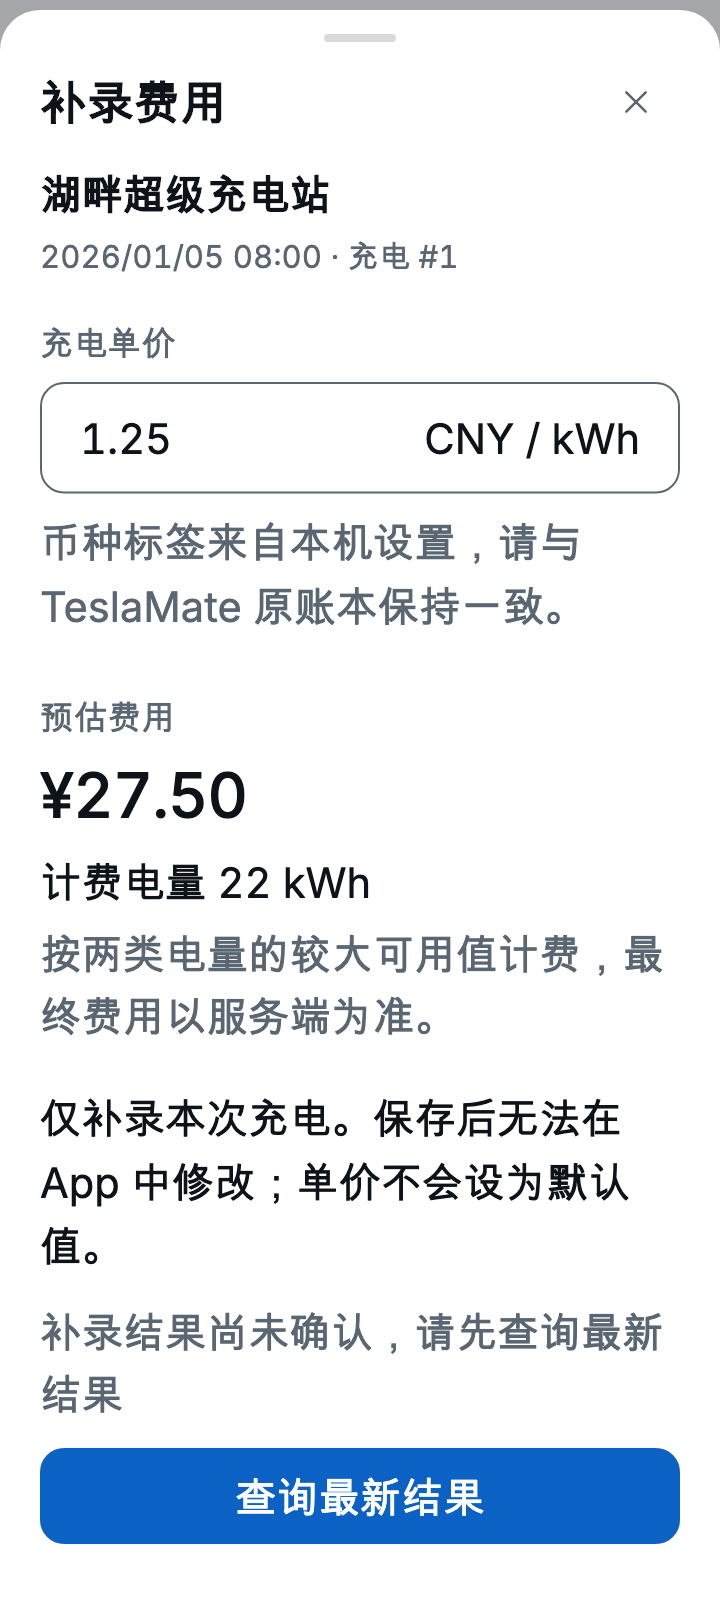 补录费用
湖畔超级充电站
2026/01/05 08:00 · 充电 #1
充电单价
1.25 CNY / kWh
币种标签来自本机设置，请与
TeslaMate 原账本保持一致。
预估费用
¥27.50
计费电量 22 kWh
按两类电量的较大可用值计费，最
终费用以服务端为准。
仅补录本次充电。保存后无法在
App 中修改；单价不会设为默认
值。
补录结果尚未确认，请先查询最新
结果
查询最新结果